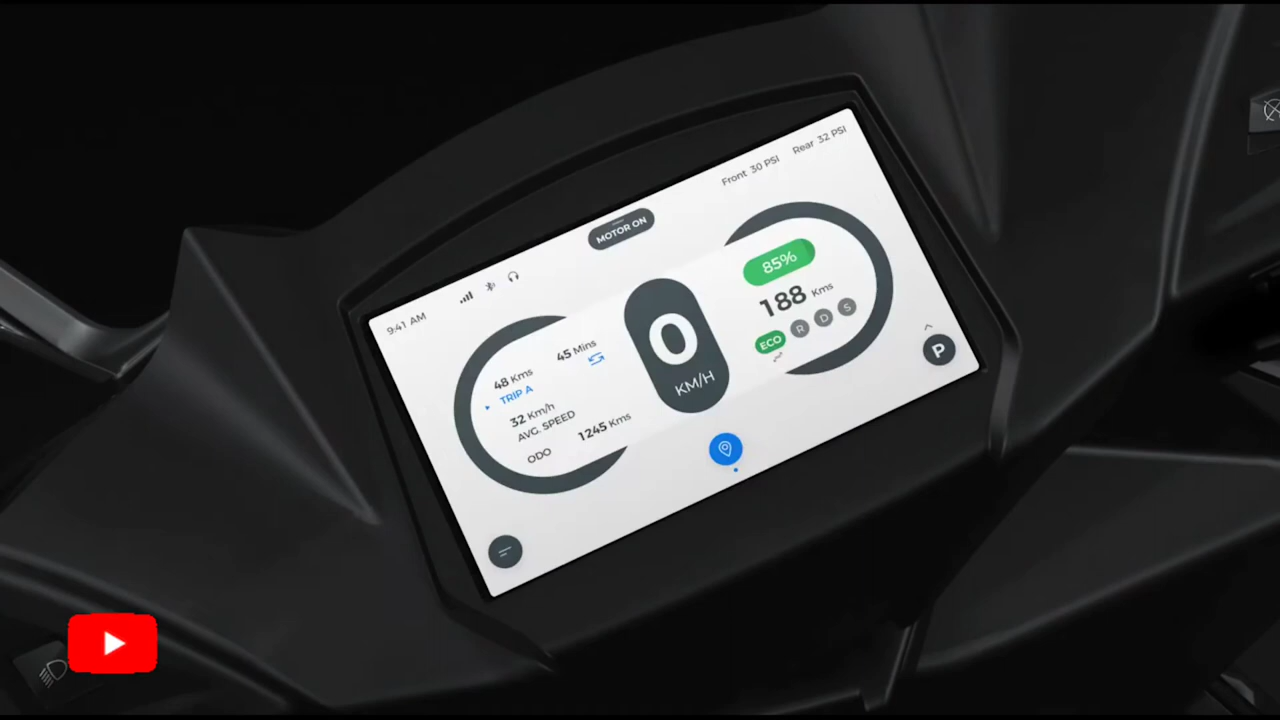 9:41 AM
MOTOR ON
Front 30 PSI
Rear 32 PSI
45 Mins
48 Kms
TRIP A
32 Km/h
AVG. SPEED
ODO 1245 Kms
0
KM/H
85%
188 Kms
ECO R D S
P